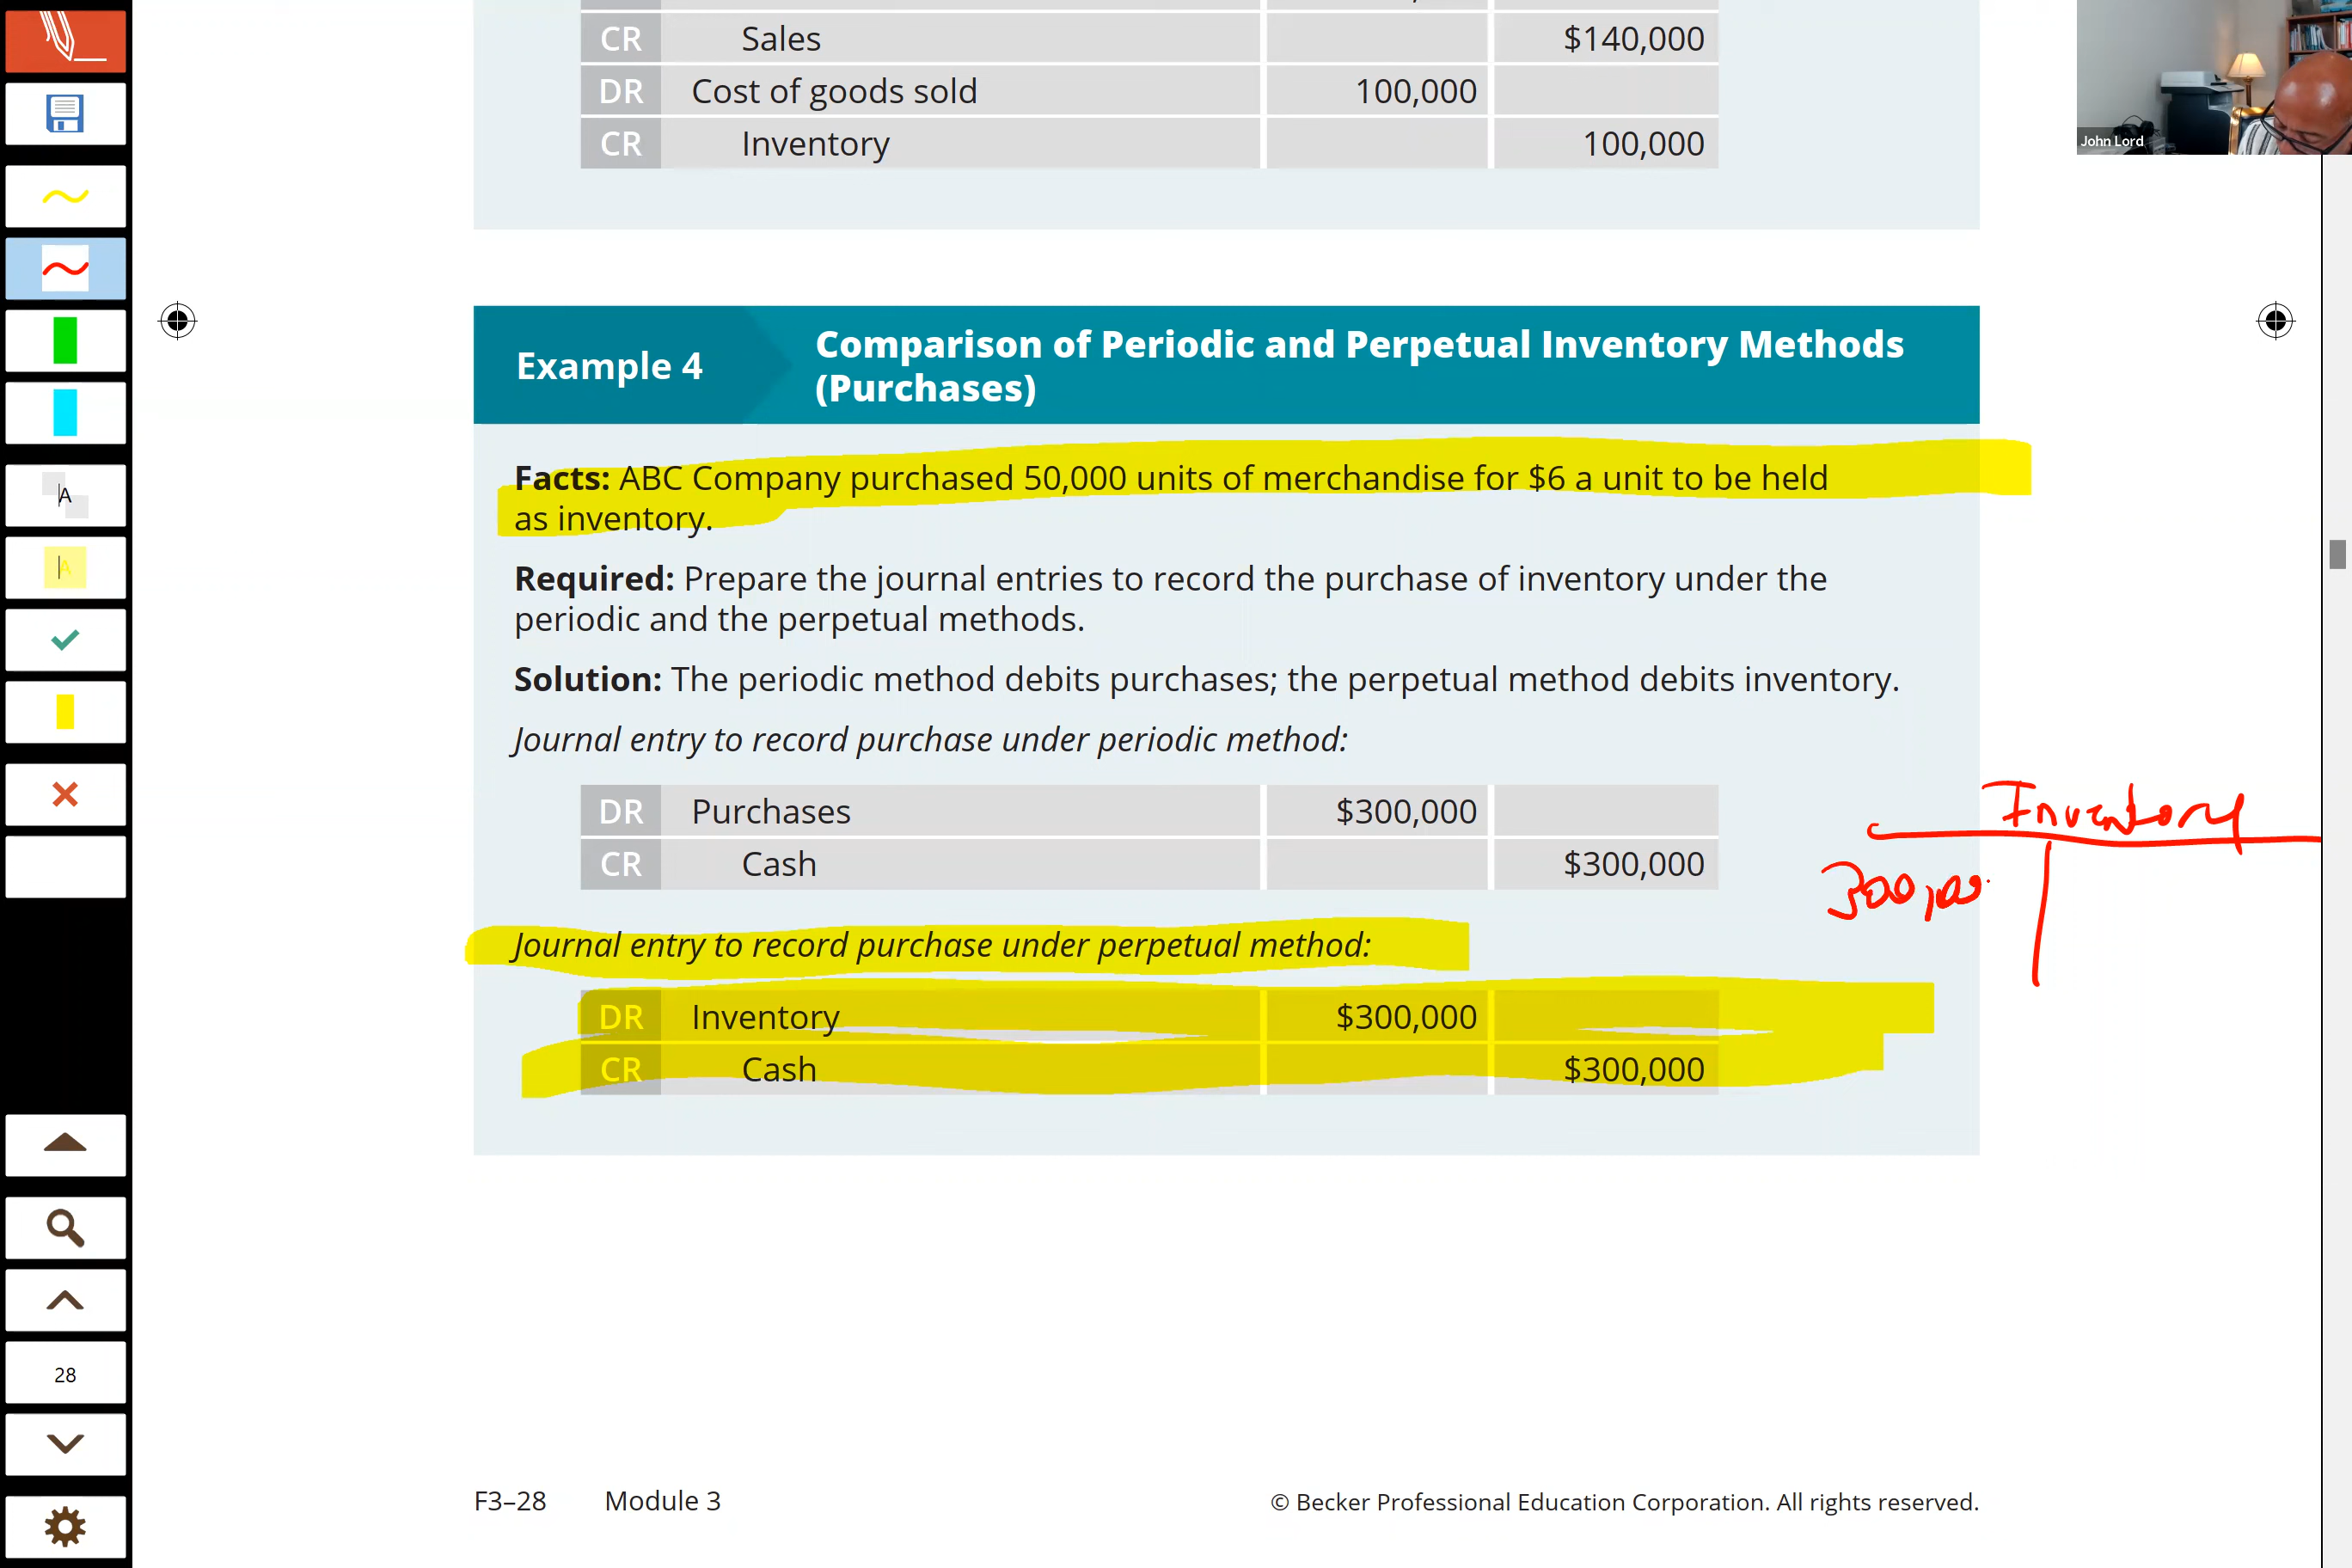 CR Sales $140,000
DR Cost of goods sold 100,000
CR Inventory 100,000
John Lord
Example 4
Comparison of Periodic and Perpetual Inventory Methods
(Purchases)
Facts: ABC Company purchased 50,000 units of merchandise for $6 a unit to be held
as inventory.
Required: Prepare the journal entries to record the purchase of inventory under the
periodic and the perpetual methods.
Solution: The periodic method debits purchases; the perpetual method debits inventory.
Journal entry to record purchase under periodic method:
DR Purchases $300,000
CR Cash $300,000
Inventory
300,000
Journal entry to record purchase under perpetual method:
DR Inventory $300,000
CR Cash $300,000
A
A
28
F3–28 Module 3
© Becker Professional Education Corporation. All rights reserved.